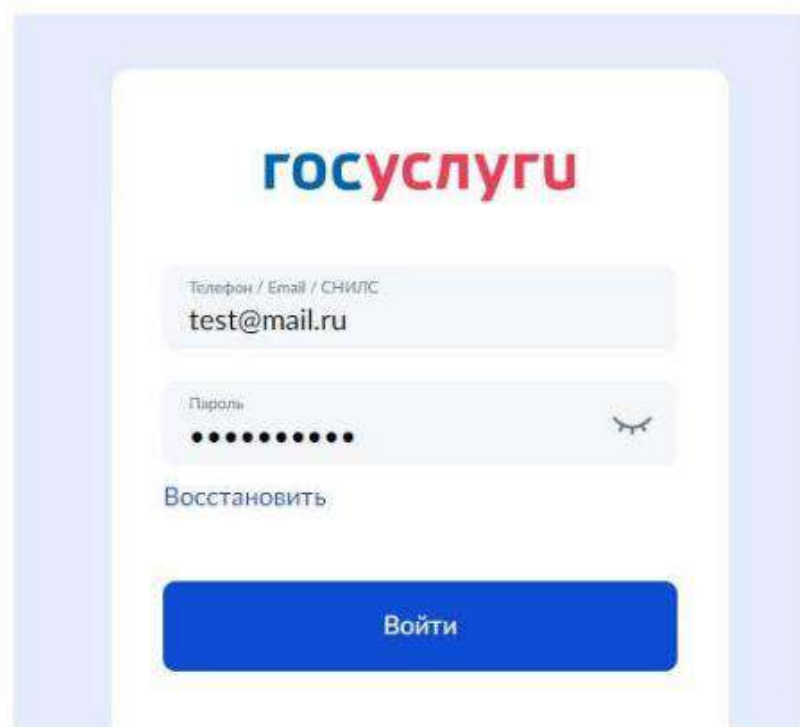 госуслуги
Телефон / Email / СНИЛС
test@mail.ru
Пароль
••••••••••
Восстановить
Войти